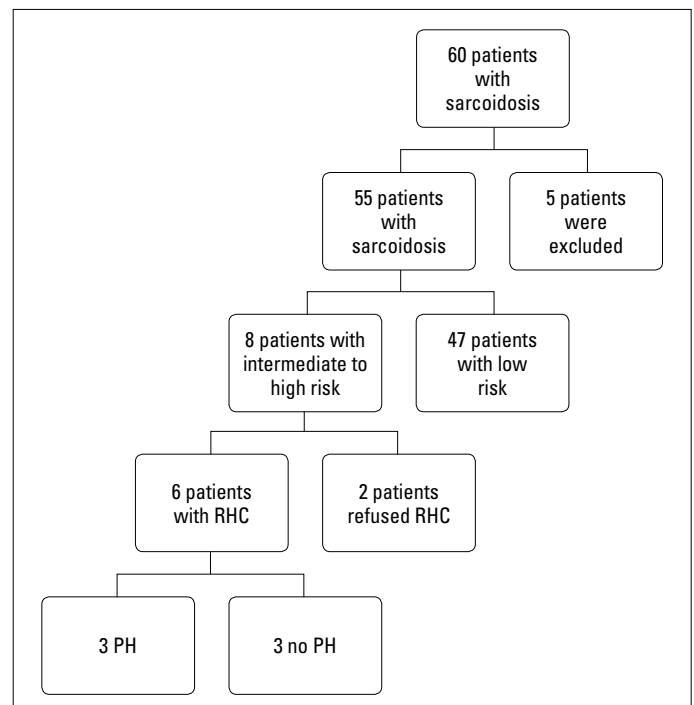 60 patients
with
sarcoidosis
55 patients
with
sarcoidosis
5 patients
were
excluded
8 patients with
intermediate to
high risk
47 patients
with low
risk
6 patients
with RHC
2 patients
refused RHC
3 PH
3 no PH